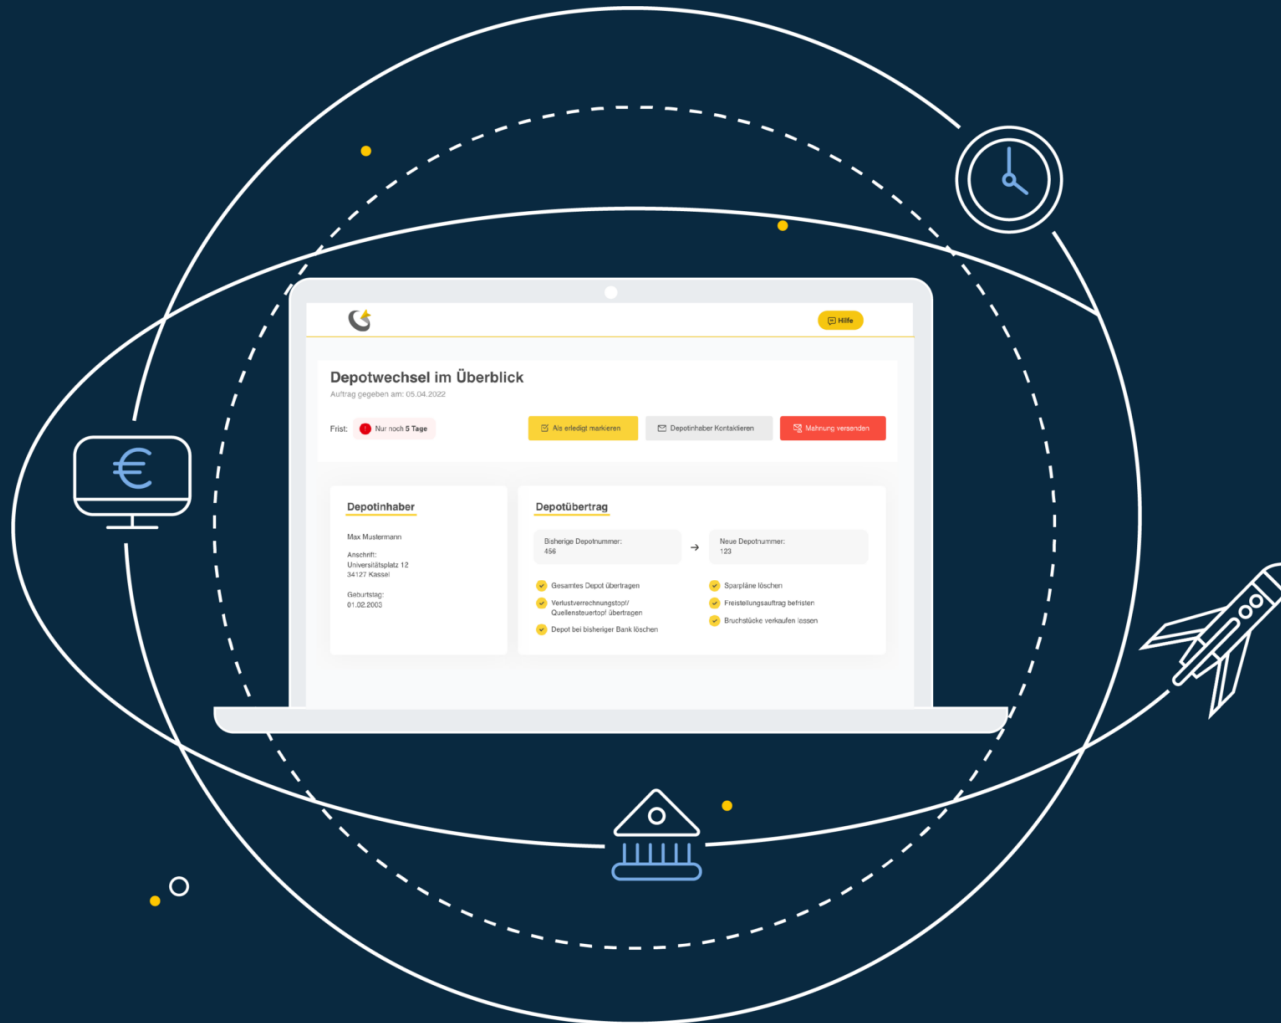 Hilfe
Depotwechsel im Überblick
Auftrag gegeben am: 05.04.2022
Frist:
! Nur noch 5 Tage
Als erledigt markieren
Depotinhaber Kontaktieren
Mahnung versenden
Depotinhaber
Max Mustermann
Anschrift:
Universitätsplatz 12
34127 Kassel
Geburtstag:
01.02.2003
Depotübertrag
Bisherige Depotnummer:
456
Neue Depotnummer:
123
Gesamtes Depot übertragen
Verlustverrechnungstopf/
Quellensteuertopf übertragen
Depot bei bisheriger Bank löschen
Sparpläne löschen
Freistellungsauftrag befristen
Bruchstücke verkaufen lassen
€